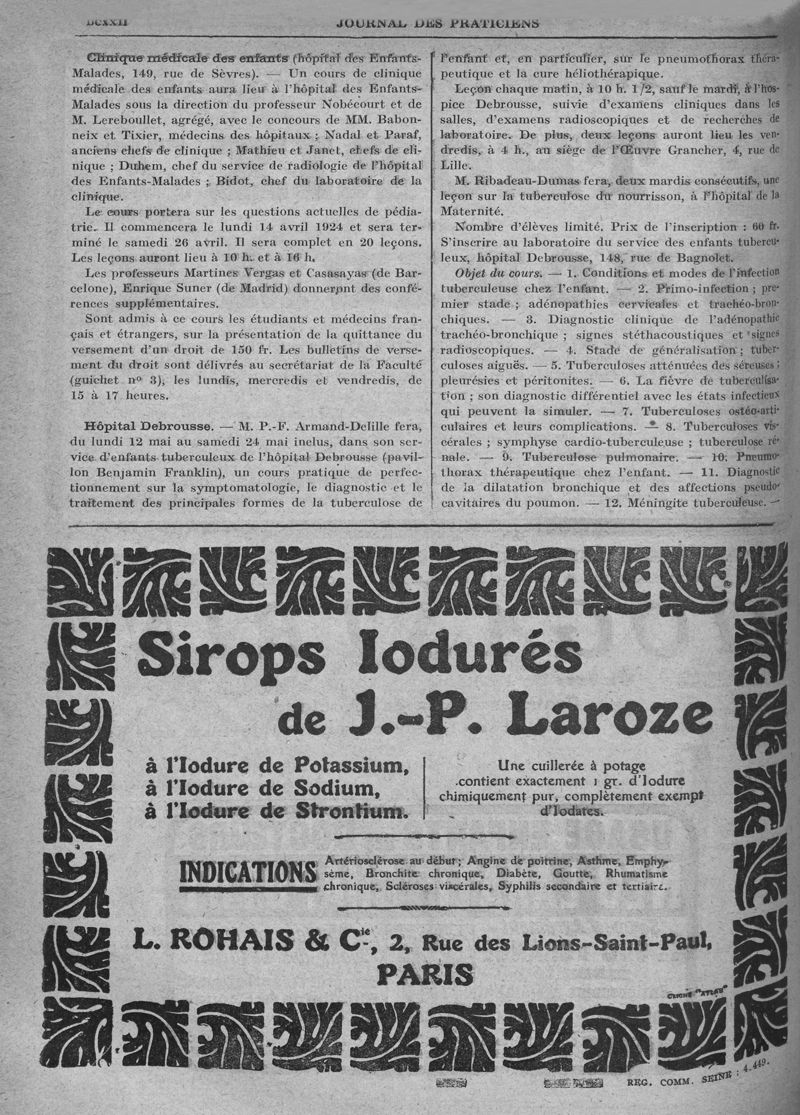 DCXXII
JOURNAL DES PRATICIENS
Clinique médicale des enfants (hôpital des Enfants-
Malades, 149, rue de Sèvres). — Un cours de clinique
médicale des enfants aura lieu à l'hôpital des Enfants-
Malades sous la direction du professeur Nobécourt et de
M. Lereboullet, agrégé, avec le concours de MM. Babon-
neix et Tixier, médecins des hôpitaux ; Nadal et Paraf,
anciens chefs de clinique ; Mathieu et Janet, chefs de cli-
nique ; Duhem, chef du service de radiologie de l'hôpital
des Enfants-Malades ; Bidot, chef du laboratoire de la
clinique.
Le cours portera sur les questions actuelles de pédia-
trie. Il commencera le lundi 14 avril 1924 et sera ter-
miné le samedi 26 avril. Il sera complet en 20 leçons.
Les leçons auront lieu à 10 h. et à 16 h.
Les professeurs Martines Vergas et Casasayas (de Bar-
celone), Enrique Suner (de Madrid) donneront des confé-
rences supplémentaires.
Sont admis à ce cours les étudiants et médecins fran-
çais et étrangers, sur la présentation de la quittance du
versement d'un droit de 150 fr. Les bulletins de verse-
ment du droit sont délivrés au secrétariat de la Faculté
(guichet nº 3), les lundis, mercredis et vendredis, de
15 à 17 heures.
Hôpital Debrousse. — M. P.-F. Armand-Delille fera,
du lundi 12 mai au samedi 24 mai inclus, dans son ser-
vice d'enfants tuberculeux de l'hôpital Debrousse (pavil-
lon Benjamin Franklin), un cours pratique de perfec-
tionnement sur la symptomatologie, le diagnostic et le
traitement des principales formes de la tuberculose de
l'enfant et, en particulier, sur le pneumothorax théra-
peutique et la cure héliothérapique.
Leçon chaque matin, à 10 h. 1/2, sauf le mardi, à l'hos-
pice Debrousse, suivie d'examens cliniques dans les
salles, d'examens radioscopiques et de recherches de
laboratoire. De plus, deux leçons auront lieu les ven-
dredis, à 4 h., au siège de l'Œuvre Grancher, 4, rue de
Lille.
M. Ribadeau-Dumas fera, deux mardis consécutifs, une
leçon sur la tuberculose du nourrisson, à l'hôpital de la
Maternité.
Nombre d'élèves limité. Prix de l'inscription : 60 fr.
S'inscrire au laboratoire du service des enfants tubercu-
leux, hôpital Debrousse, 148, rue de Bagnolet.
Objet du cours. — 1. Conditions et modes de l'infection
tuberculeuse chez l'enfant. — 2. Primo-infection ; pre-
mier stade ; adénopathies cervicales et trachéo-bron-
chiques. — 3. Diagnostic clinique de l'adénopathie
trachéo-bronchique ; signes stéthacoustiques et signes
radioscopiques. — 4. Stade de généralisation ; tuber-
culoses aiguës. — 5. Tuberculoses atténuées des séreuses ;
pleurésies et péritonites. — 6. La fièvre de tuberculisa-
tion ; son diagnostic différentiel avec les états infectieux
qui peuvent la simuler. — 7. Tuberculoses ostéo-arti-
culaires et leurs complications. — 8. Tuberculoses vis-
cérales ; symphyse cardio-tuberculeuse ; tuberculose ré-
nale. — 9. Tuberculose pulmonaire. — 10. Pneumo-
thorax thérapeutique chez l'enfant. — 11. Diagnostic
de la dilatation bronchique et des affections pseudo-
cavitaires du poumon. — 12. Méningite tuberculeuse. —
Sirops Iodurés
de J.-P. Laroze
à l'Iodure de Potassium,
à l'Iodure de Sodium,
à l'Iodure de Strontium.
Une cuillerée à potage
contient exactement 1 gr. d'Iodure
chimiquement pur, complètement exempt
d'Iodates.
INDICATIONS
Artériosclérose au début ; Angine de poitrine, Asthme, Emphy-
sème, Bronchite chronique, Diabète, Goutte, Rhumatisme
chronique, Scléroses viscérales, Syphilis secondaire et tertiaire.
L. ROHAIS & Cie, 2, Rue des Lions-Saint-Paul,
PARIS
CLICHÉ "ATLAS"
REG. COMM. SEINE : 4.449.